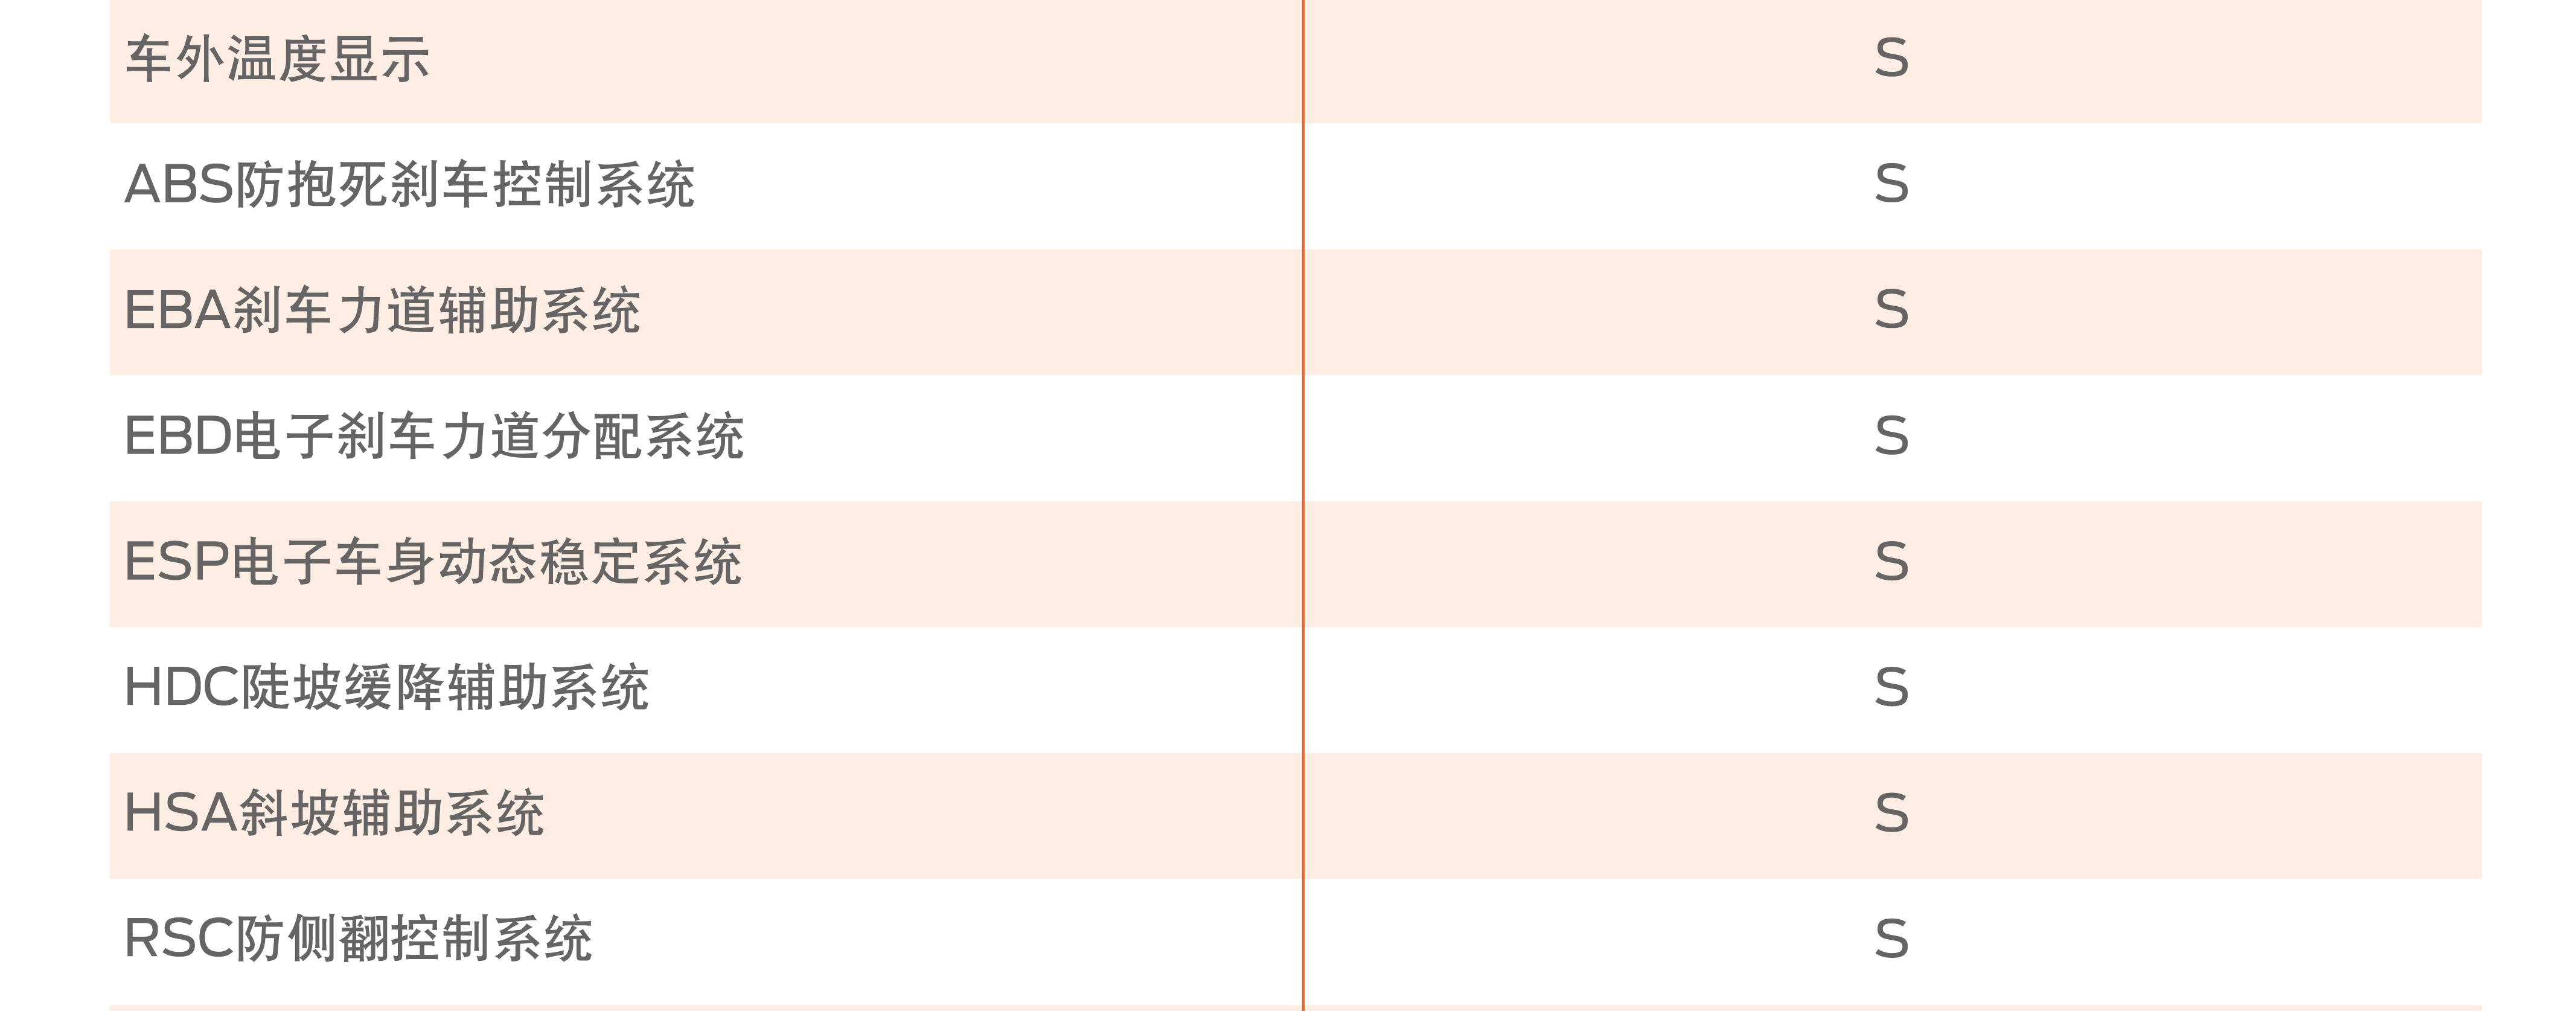 车外温度显示 S
ABS防抱死刹车控制系统 S
EBA刹车力道辅助系统 S
EBD电子刹车力道分配系统 S
ESP电子车身动态稳定系统 S
HDC陡坡缓降辅助系统 S
HSA斜坡辅助系统 S
RSC防侧翻控制系统 S